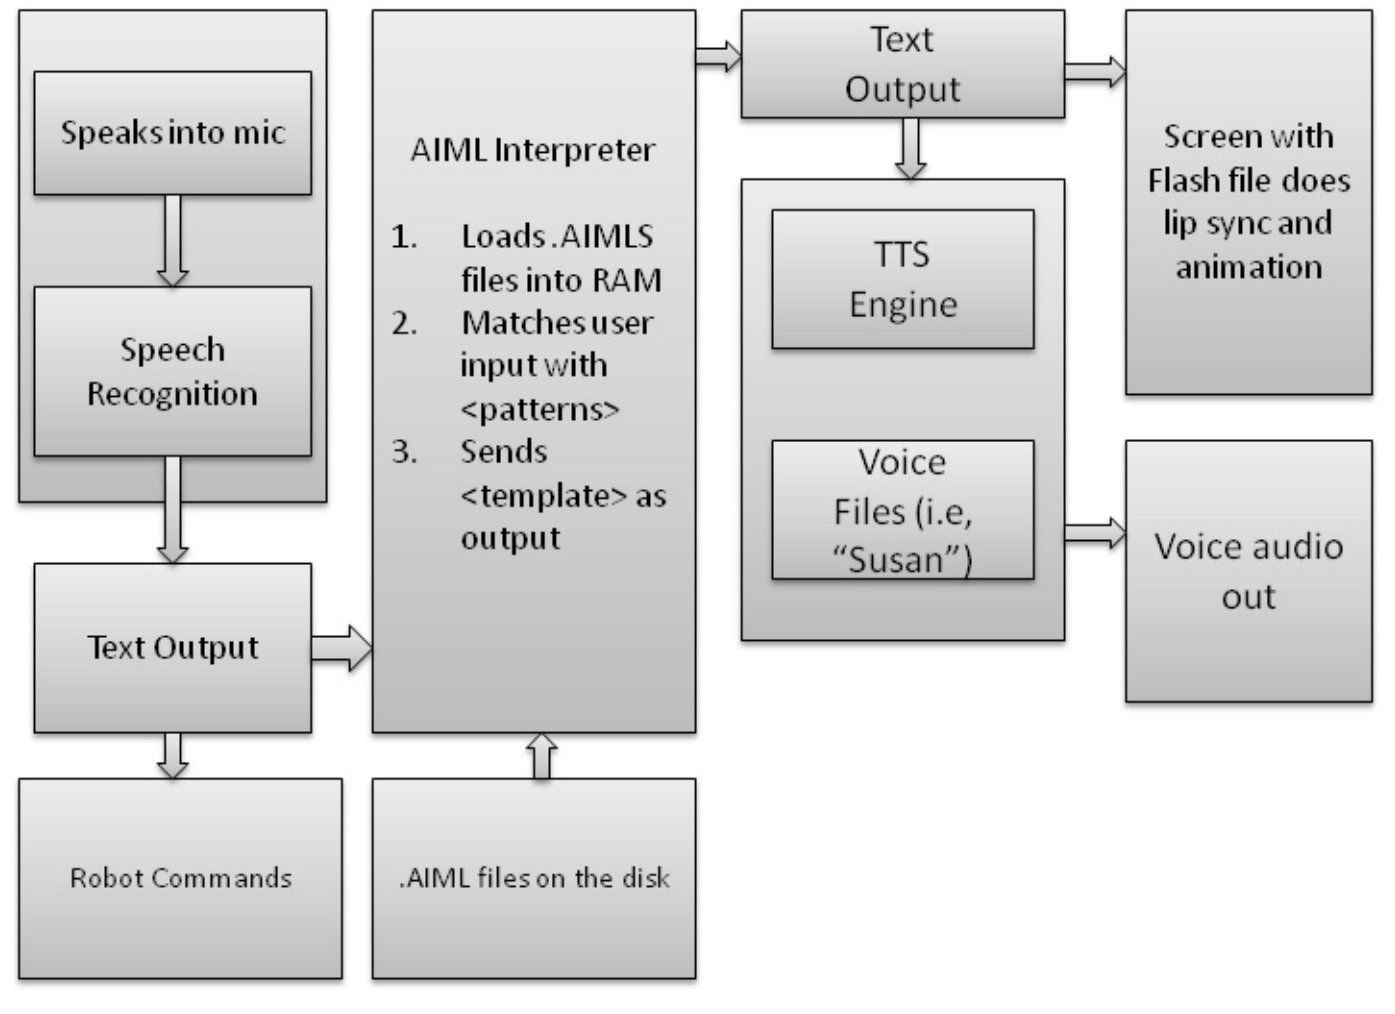 Speaks into mic
Speech
Recognition
Text Output
Robot Commands
AIML Interpreter
1. Loads .AIMLS
files into RAM
2. Matches user
input with
<patterns>
3. Sends
<template> as
output
.AIML files on the disk
Text
Output
TTS
Engine
Voice
Files (i.e,
“Susan”)
Screen with
Flash file does
lip sync and
animation
Voice audio
out